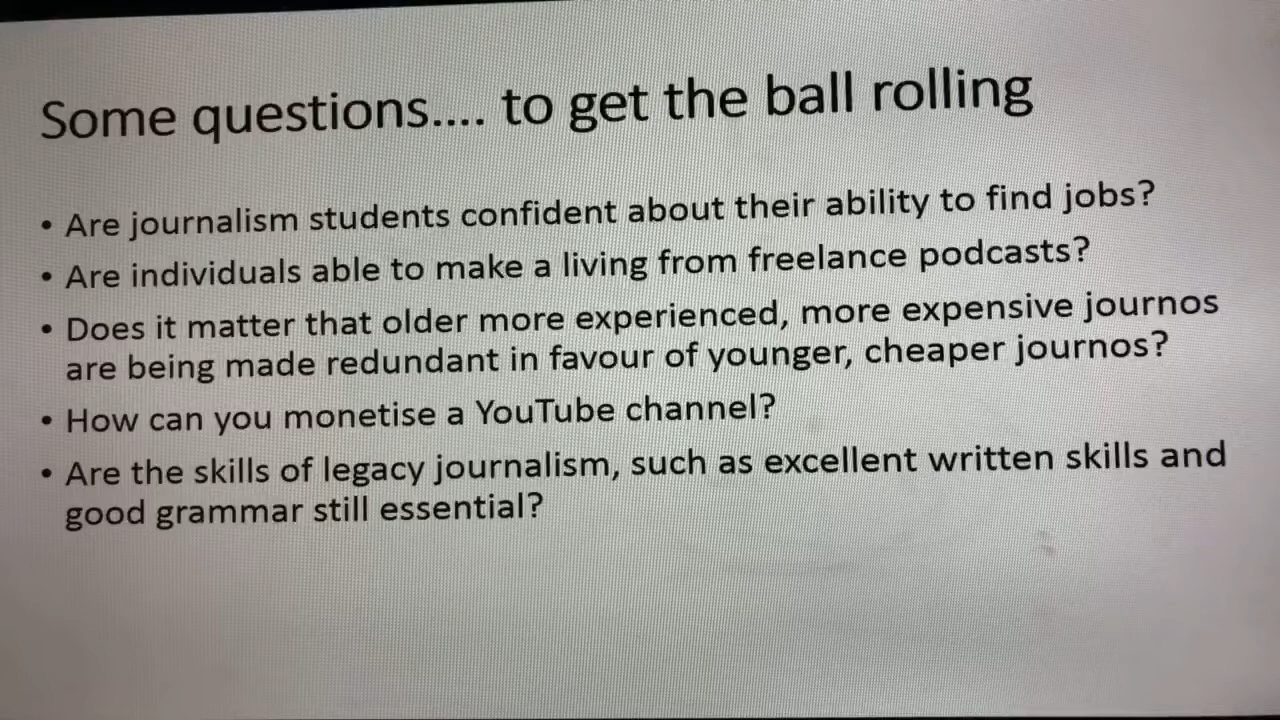 Some questions.... to get the ball rolling
• Are journalism students confident about their ability to find jobs?
• Are individuals able to make a living from freelance podcasts?
• Does it matter that older more experienced, more expensive journos
are being made redundant in favour of younger, cheaper journos?
• How can you monetise a YouTube channel?
• Are the skills of legacy journalism, such as excellent written skills and
good grammar still essential?